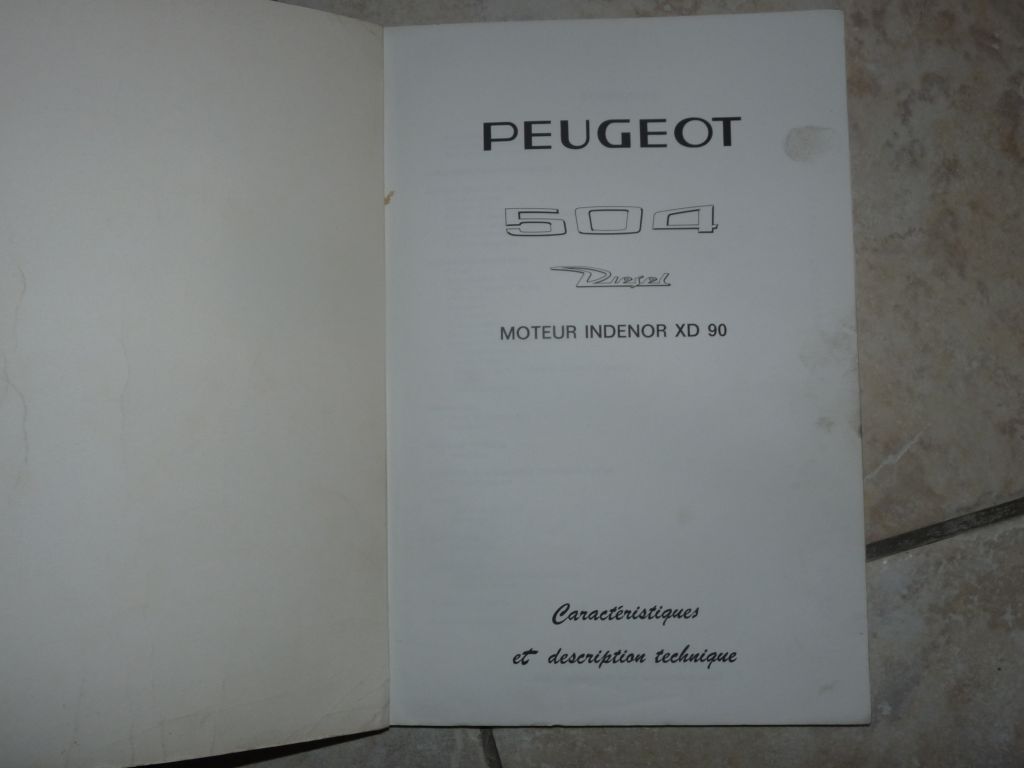 PEUGEOT
504
Diesel
MOTEUR INDENOR XD 90
Caractéristiques
et description technique